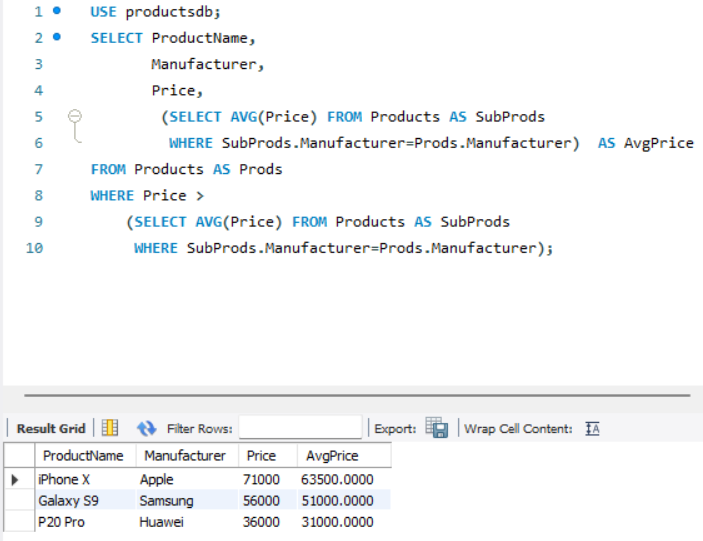 1 USE productsdb;
2 SELECT ProductName,
3 Manufacturer,
4 Price,
5 (SELECT AVG(Price) FROM Products AS SubProds
6 WHERE SubProds.Manufacturer=Prods.Manufacturer) AS AvgPrice
7 FROM Products AS Prods
8 WHERE Price >
9 (SELECT AVG(Price) FROM Products AS SubProds
10 WHERE SubProds.Manufacturer=Prods.Manufacturer);
Result Grid Filter Rows: Export: Wrap Cell Content: IA
ProductName Manufacturer Price AvgPrice
iPhone X Apple 71000 63500.0000
Galaxy S9 Samsung 56000 51000.0000
P20 Pro Huawei 36000 31000.0000